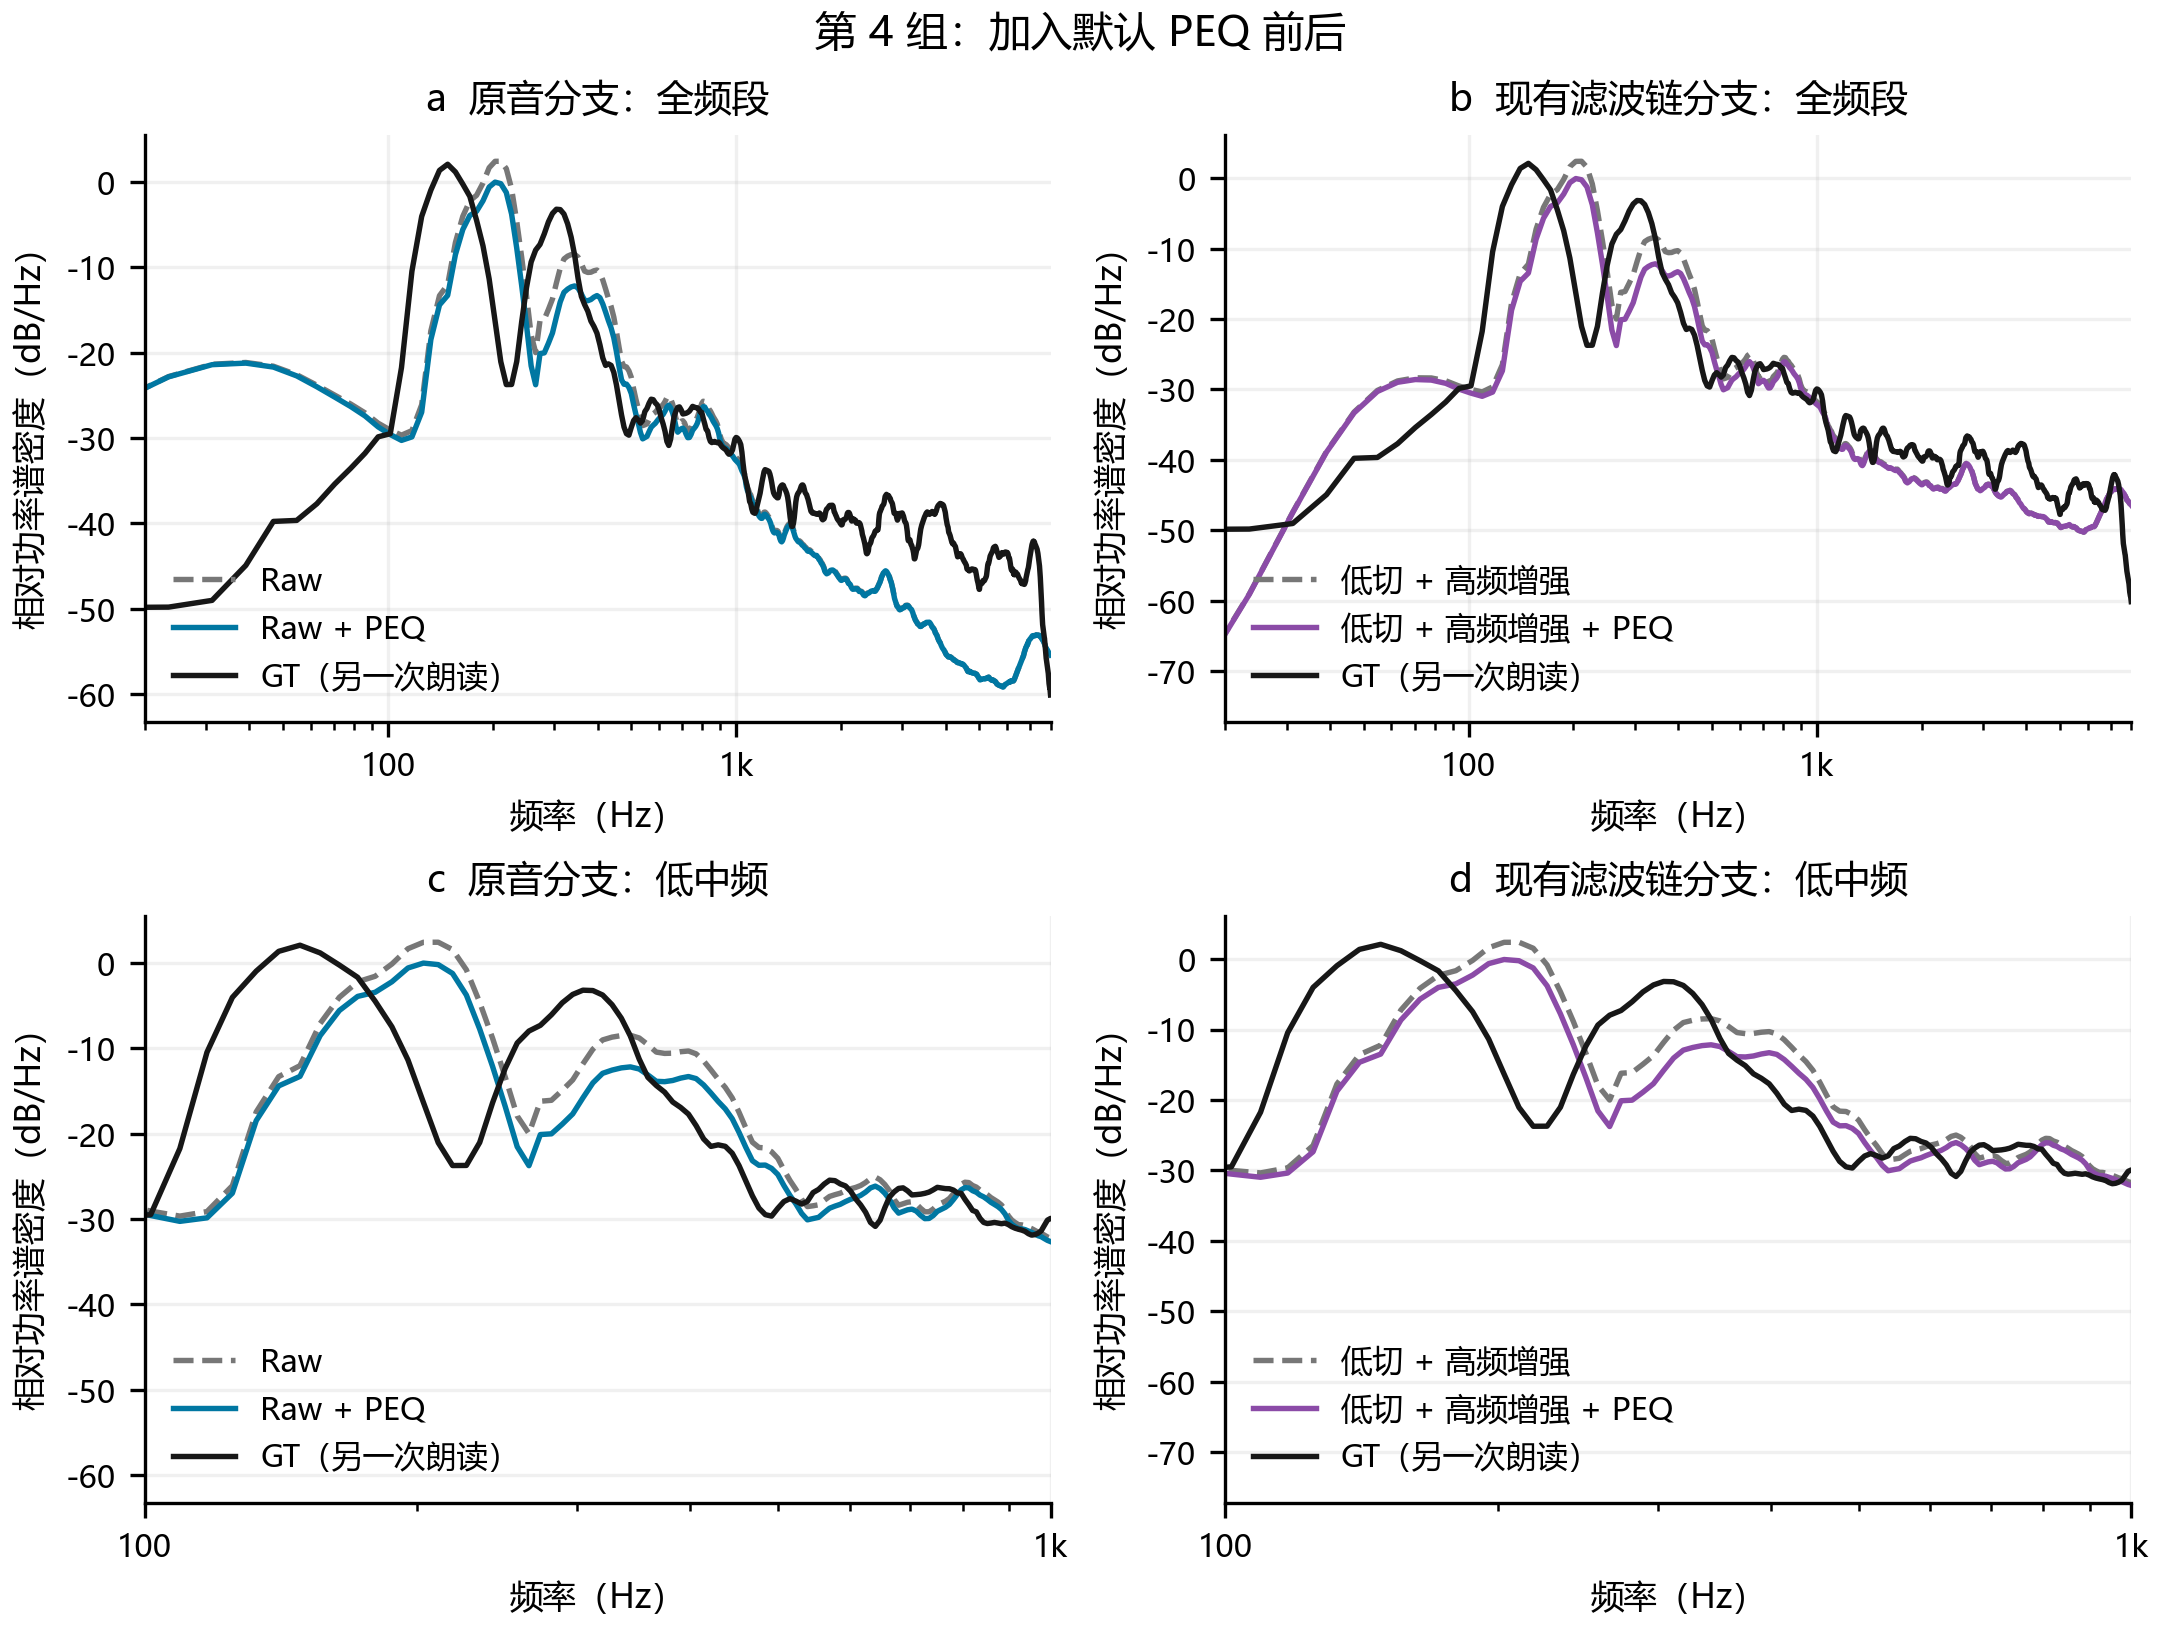 第 4 组：加入默认 PEQ 前后
a 原音分支：全频段
相对功率谱密度（dB/Hz）
0
-10
-20
-30
-40
-50
-60
Raw
Raw + PEQ
GT（另一次朗读）
100
1k
频率（Hz）
b 现有滤波链分支：全频段
相对功率谱密度（dB/Hz）
0
-10
-20
-30
-40
-50
-60
-70
低切 + 高频增强
低切 + 高频增强 + PEQ
GT（另一次朗读）
100
1k
频率（Hz）
c 原音分支：低中频
相对功率谱密度（dB/Hz）
0
-10
-20
-30
-40
-50
-60
Raw
Raw + PEQ
GT（另一次朗读）
100
1k
频率（Hz）
d 现有滤波链分支：低中频
相对功率谱密度（dB/Hz）
0
-10
-20
-30
-40
-50
-60
-70
低切 + 高频增强
低切 + 高频增强 + PEQ
GT（另一次朗读）
100
1k
频率（Hz）